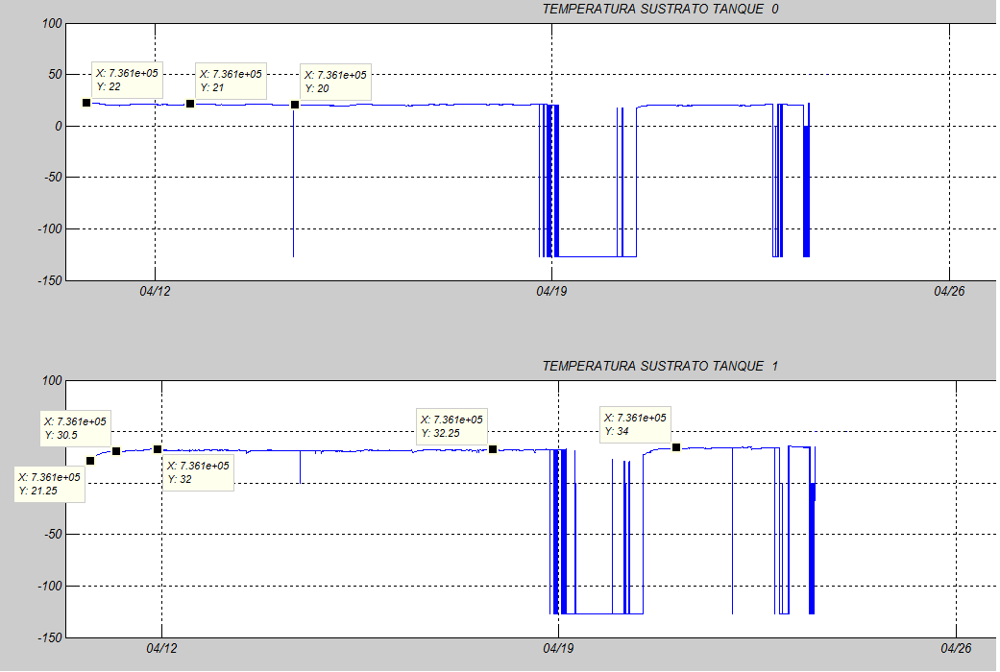 TEMPERATURA SUSTRATO TANQUE 0
100
50
0
-50
-100
-150
X: 7.361e+05
Y: 22
X: 7.361e+05
Y: 21
X: 7.361e+05
Y: 20
04/12
04/19
04/26
TEMPERATURA SUSTRATO TANQUE 1
100
-50
-100
-150
X: 7.361e+05
Y: 30.5
X: 7.361e+05
Y: 21.25
X: 7.361e+05
Y: 32
X: 7.361e+05
Y: 32.25
X: 7.361e+05
Y: 34
04/12
04/19
04/26